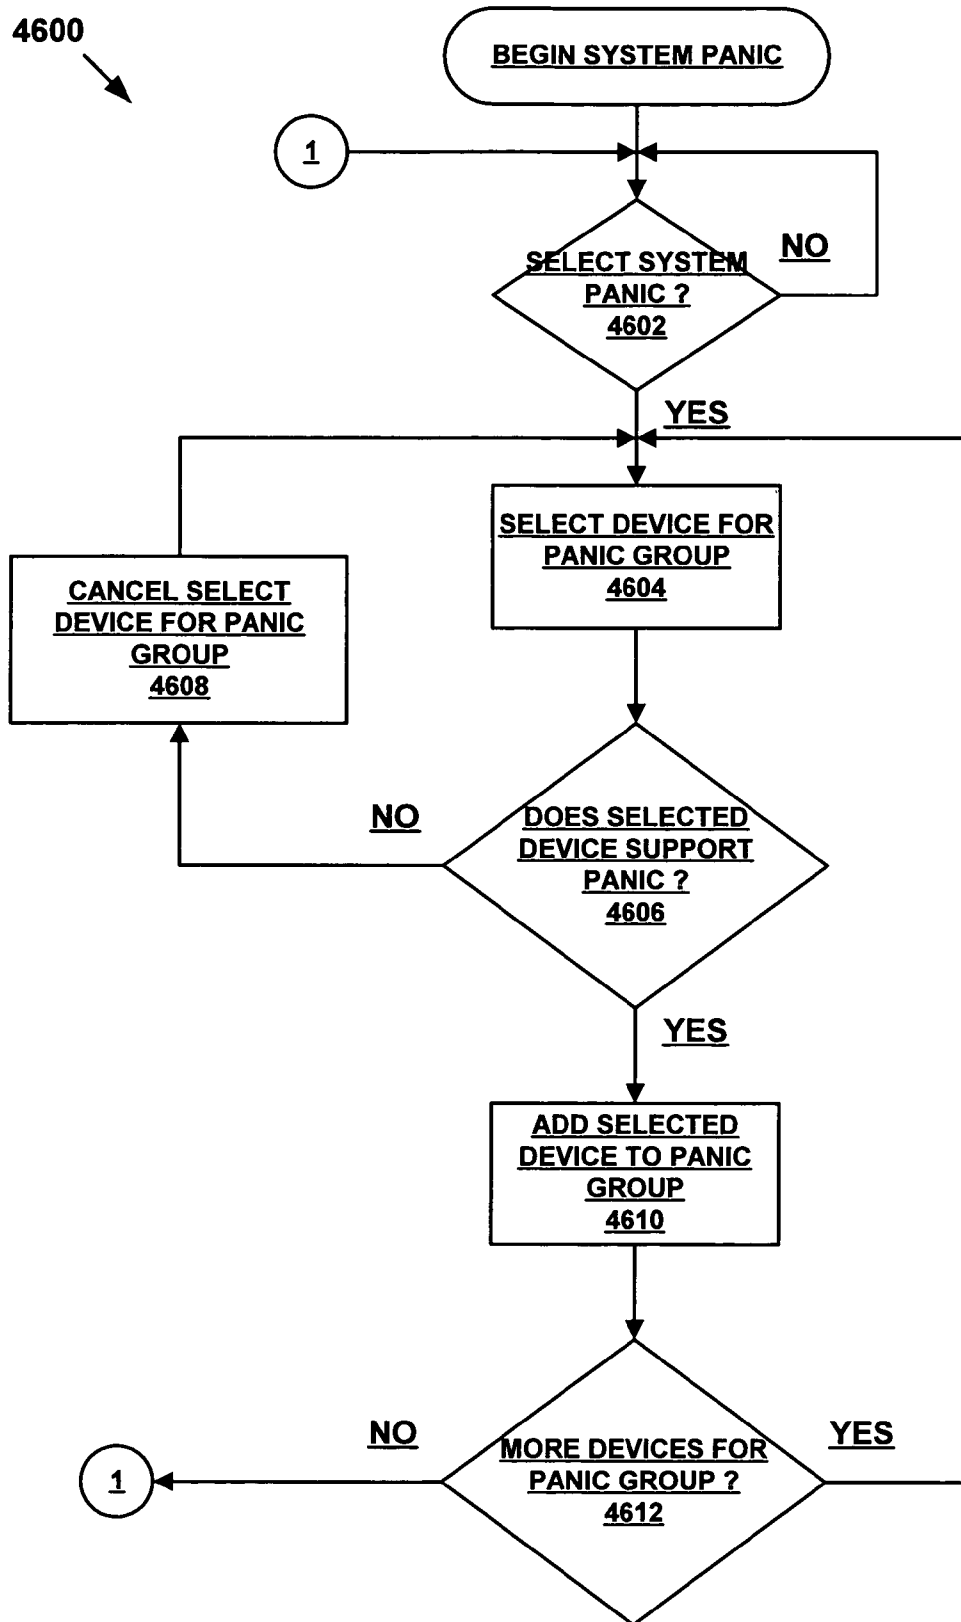 4600
BEGIN SYSTEM PANIC
1
NO
SELECT SYSTEM
PANIC ?
4602
YES
SELECT DEVICE FOR
PANIC GROUP
4604
CANCEL SELECT
DEVICE FOR PANIC
GROUP
4608
NO
DOES SELECTED
DEVICE SUPPORT
PANIC ?
4606
YES
ADD SELECTED
DEVICE TO PANIC
GROUP
4610
NO
YES
MORE DEVICES FOR
PANIC GROUP ?
4612
1